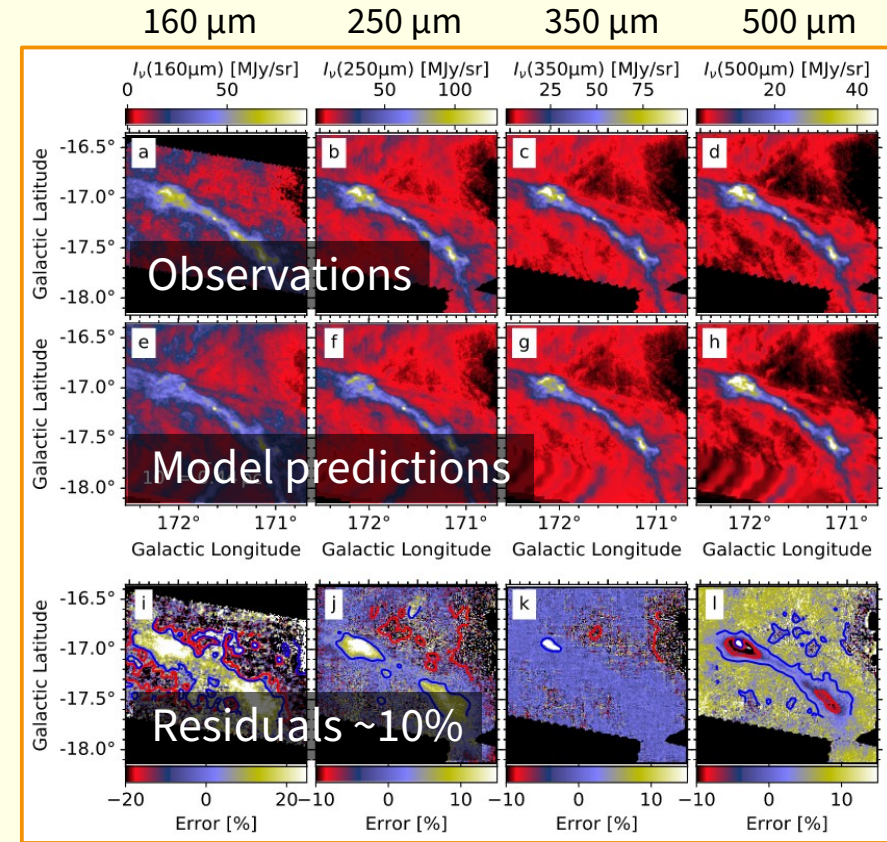 160 µm 250 µm 350 µm 500 µm
Iν(160µm) [MJy/sr] Iν(250µm) [MJy/sr] Iν(350µm) [MJy/sr] Iν(500µm) [MJy/sr]
0 50 50 100 25 50 75 20 40
Galactic Latitude
-16.5°
-17.0°
-17.5°
-18.0°
a b c d
Observations
Galactic Latitude
-16.5°
-17.0°
-17.5°
-18.0°
e f g h
Model predictions
172° 171° 172° 171° 172° 171° 172° 171°
Galactic Longitude Galactic Longitude Galactic Longitude Galactic Longitude
Galactic Latitude
-16.5°
-17.0°
-17.5°
-18.0°
i j k l
Residuals ~10%
−20 0 20 −10 0 10 −10 0 10 −10 0 10
Error [%] Error [%] Error [%] Error [%]